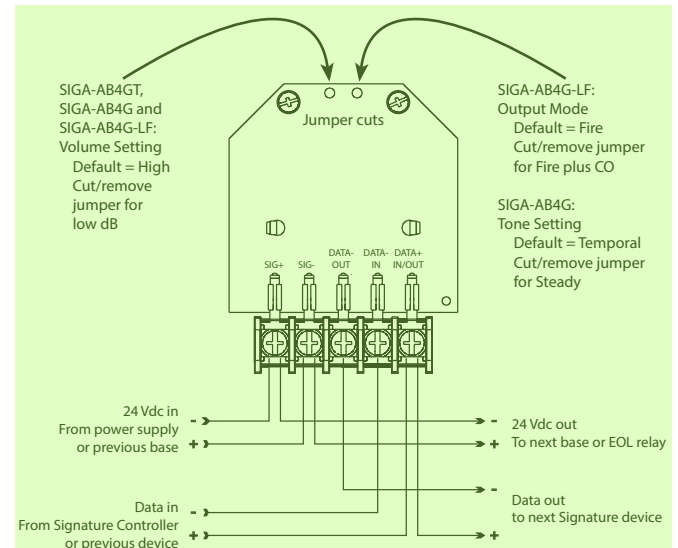 SIGA-AB4GT,
SIGA-AB4G and
SIGA-AB4G-LF:
Volume Setting
Default = High
Cut/remove
jumper for
low dB
Jumper cuts
SIGA-AB4G-LF:
Output Mode
Default = Fire
Cut/remove jumper
for Fire plus CO
SIGA-AB4G:
Tone Setting
Default = Temporal
Cut/remove jumper
for Steady
SIG+
SIG-
DATA-
OUT
DATA-
IN
DATA+
IN/OUT
24 Vdc in
From power supply
or previous base
-
+
-
+
24 Vdc out
To next base or EOL relay
Data in
From Signature Controller
or previous device
-
+
-
+
Data out
to next Signature device